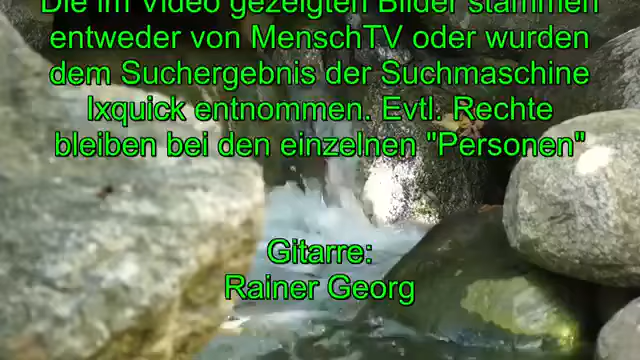 Die im Video gezeigten Bilder stammen
entweder von MenschTV oder wurden
dem Suchergebnis der Suchmaschine
Ixquick entnommen. Evtl. Rechte
bleiben bei den einzelnen "Personen"
Gitarre:
Rainer Georg